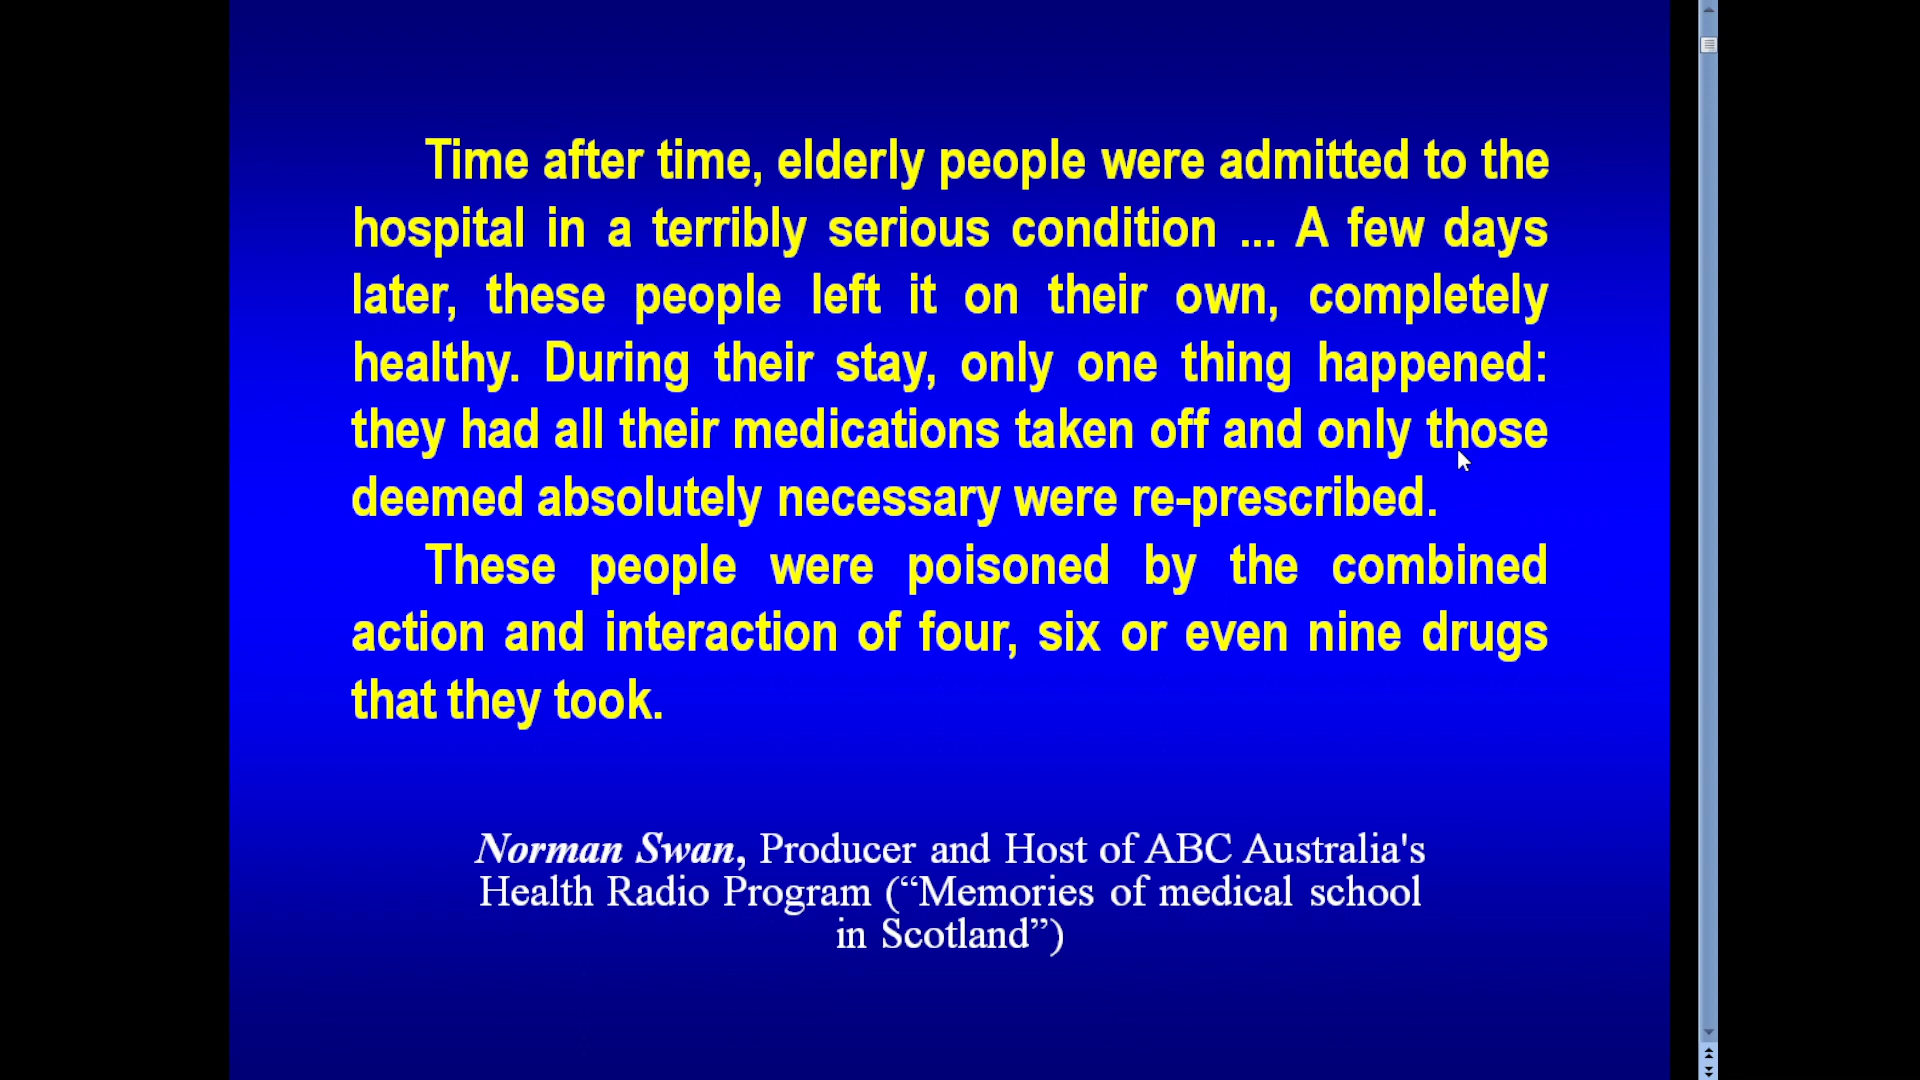 Time after time, elderly people were admitted to the
hospital in a terribly serious condition ... A few days
later, these people left it on their own, completely
healthy. During their stay, only one thing happened:
they had all their medications taken off and only those
deemed absolutely necessary were re-prescribed.
These people were poisoned by the combined
action and interaction of four, six or even nine drugs
that they took.
Norman Swan, Producer and Host of ABC Australia's
Health Radio Program (“Memories of medical school
in Scotland”)